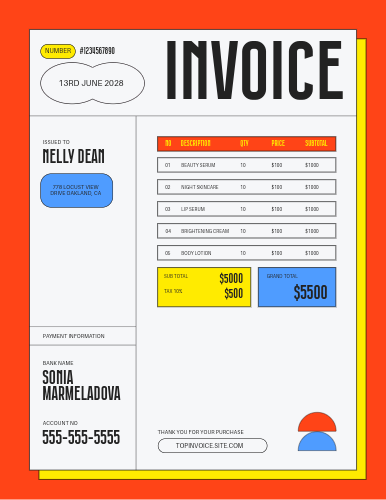 NUMBER #1234567890
INVOICE
13RD JUNE 2028
ISSUED TO
NELLY DEAN
778 LOCUST VIEW
DRIVE OAKLAND, CA
NO DESCRIPTION QTY PRICE SUBTOTAL
01 BEAUTY SERUM 10 $100 $1000
02 NIGHT SKINCARE 10 $100 $1000
03 LIP SERUM 10 $100 $1000
04 BRIGHTENING CREAM 10 $100 $1000
05 BODY LOTION 10 $100 $1000
SUB TOTAL $5000
TAX 10% $500
GRAND TOTAL
$5500
PAYMENT INFORMATION
BANK NAME
SONIA
MARMELADOVA
ACCOUNT NO
555-555-5555
THANK YOU FOR YOUR PURCHASE
TOPINVOICE.SITE.COM